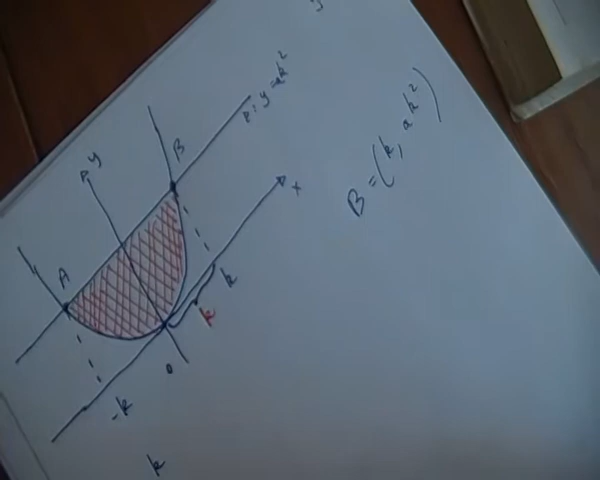 y
A
B
r: y = ak²
x
-k
0
k
k
k
B = (k, ak²)